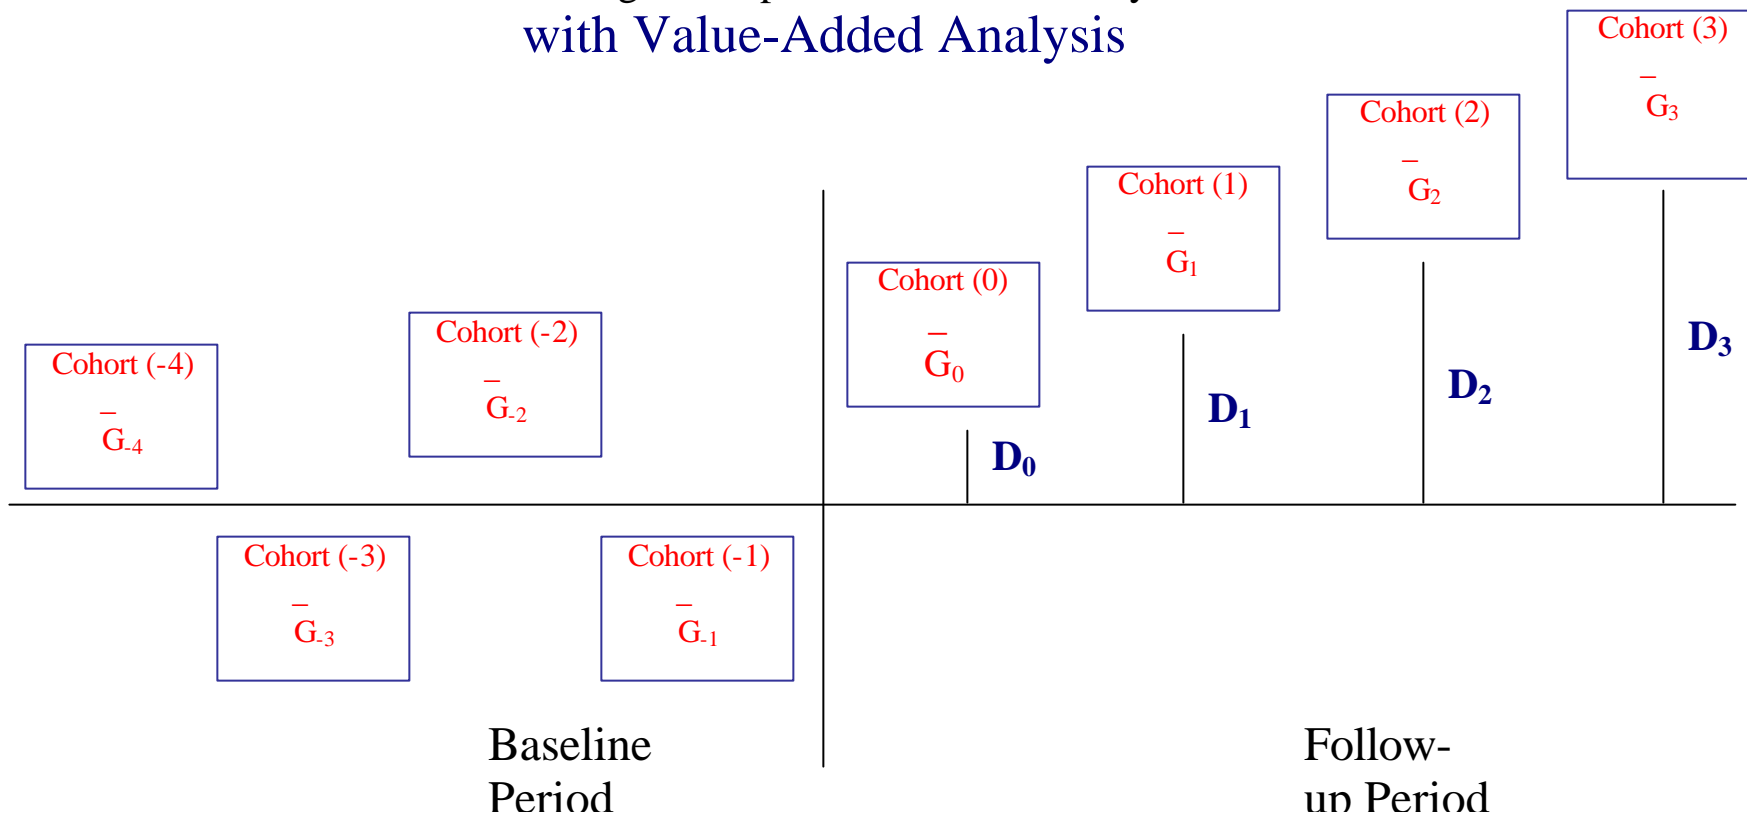 with Value-Added Analysis
Cohort (3)
G̅3
Cohort (2)
G̅2
Cohort (1)
G̅1
Cohort (0)
G̅0
Cohort (-2)
G̅-2
Cohort (-4)
G̅-4
D3
D2
D1
D0
Cohort (-3)
G̅-3
Cohort (-1)
G̅-1
Baseline
Period
Follow-
up Period